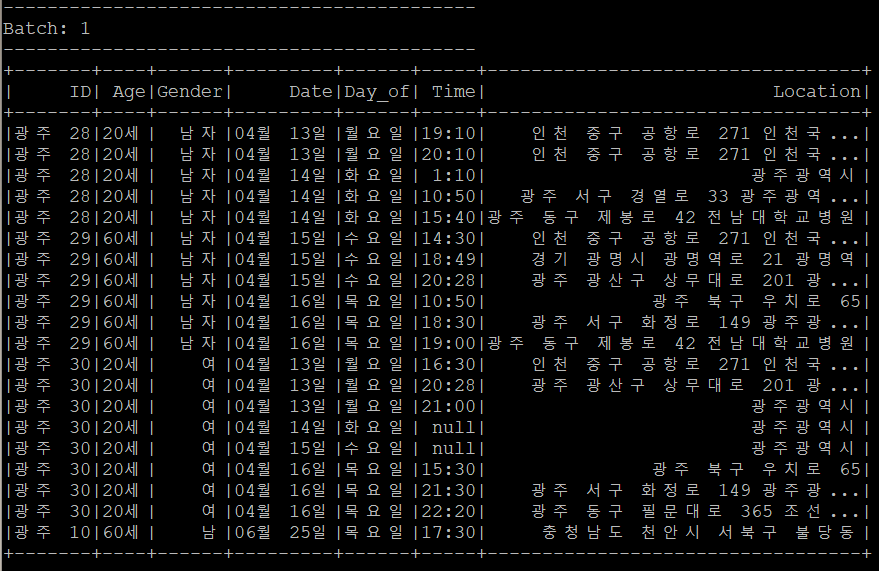 -------------------------------------------
Batch: 1
-------------------------------------------
+-------+----+------+---------+------+-----+----------------------------------+
|     ID| Age|Gender|     Date|Day_of| Time|                          Location|
+-------+----+------+---------+------+-----+----------------------------------+
|광주 28|20세|남자|04월 13일|월요일|19:10|인천 중구 공항로 271 인천국...|
|광주 28|20세|남자|04월 13일|월요일|20:10|인천 중구 공항로 271 인천국...|
|광주 28|20세|남자|04월 14일|화요일| 1:10|광주광역시|
|광주 28|20세|남자|04월 14일|화요일|10:50|광주 서구 경열로 33 광주광역...|
|광주 28|20세|남자|04월 14일|화요일|15:40|광주 동구 제봉로 42 전남대학교병원|
|광주 29|60세|남자|04월 15일|수요일|14:30|인천 중구 공항로 271 인천국...|
|광주 29|60세|남자|04월 15일|수요일|18:49|경기 광명시 광명역로 21 광명역|
|광주 29|60세|남자|04월 15일|수요일|20:28|광주 광산구 상무대로 201 광...|
|광주 29|60세|남자|04월 16일|목요일|10:50|광주 북구 우치로 65|
|광주 29|60세|남자|04월 16일|목요일|18:30|광주 서구 화정로 149 광주광...|
|광주 29|60세|남자|04월 16일|목요일|19:00|광주 동구 제봉로 42 전남대학교병원|
|광주 30|20세|여|04월 13일|월요일|16:30|인천 중구 공항로 271 인천국...|
|광주 30|20세|여|04월 13일|월요일|20:28|광주 광산구 상무대로 201 광...|
|광주 30|20세|여|04월 13일|월요일|21:00|광주광역시|
|광주 30|20세|여|04월 14일|화요일| null|광주광역시|
|광주 30|20세|여|04월 15일|수요일| null|광주광역시|
|광주 30|20세|여|04월 16일|목요일|15:30|광주 북구 우치로 65|
|광주 30|20세|여|04월 16일|목요일|21:30|광주 서구 화정로 149 광주광...|
|광주 30|20세|여|04월 16일|목요일|22:20|광주 동구 필문대로 365 조선...|
|광주 10|60세|남|06월 25일|목요일|17:30|충청남도 천안시 서북구 불당동|
+-------+----+------+---------+------+-----+----------------------------------+